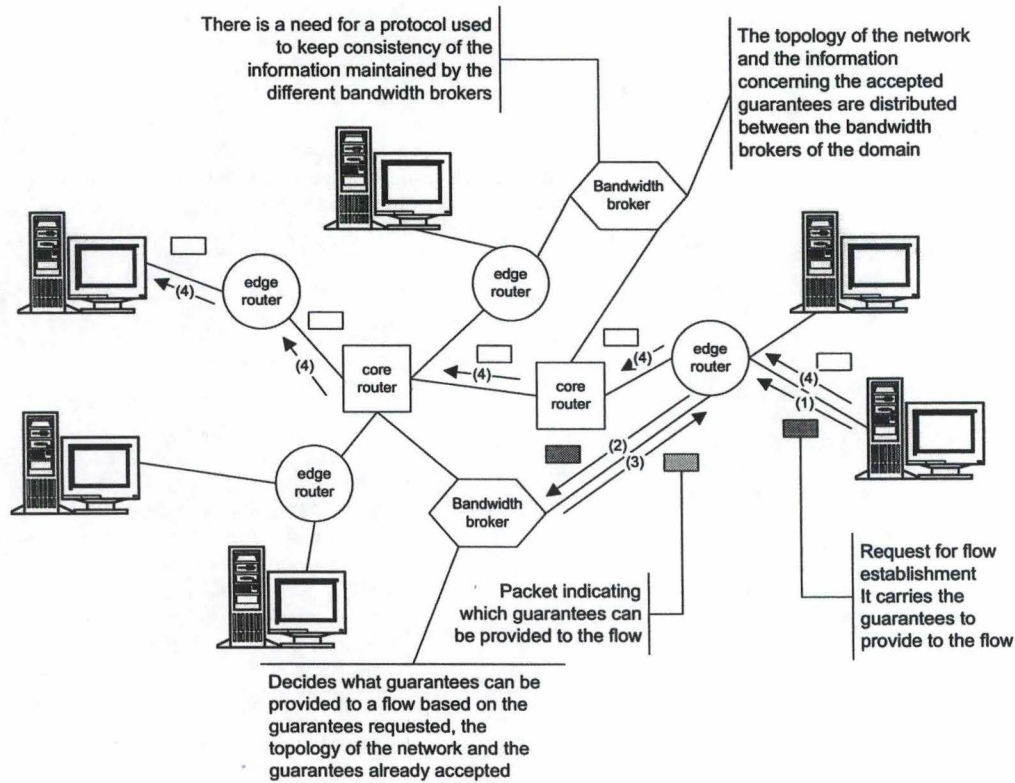 There is a need for a protocol used
to keep consistency of the
information maintained by the
different bandwidth brokers
The topology of the network
and the information
concerning the accepted
guarantees are distributed
between the bandwidth
brokers of the domain
Bandwidth
broker
edge
router
(4)
edge
router
(4)
core
router
(4)
core
router
(4)
edge
router
(4)
(1)
(2)
(3)
edge
router
Bandwidth
broker
Packet indicating
which guarantees can
be provided to the flow
Request for flow
establishment
It carries the
guarantees to
provide to the flow
Decides what guarantees can be
provided to a flow based on the
guarantees requested, the
topology of the network and the
guarantees already accepted